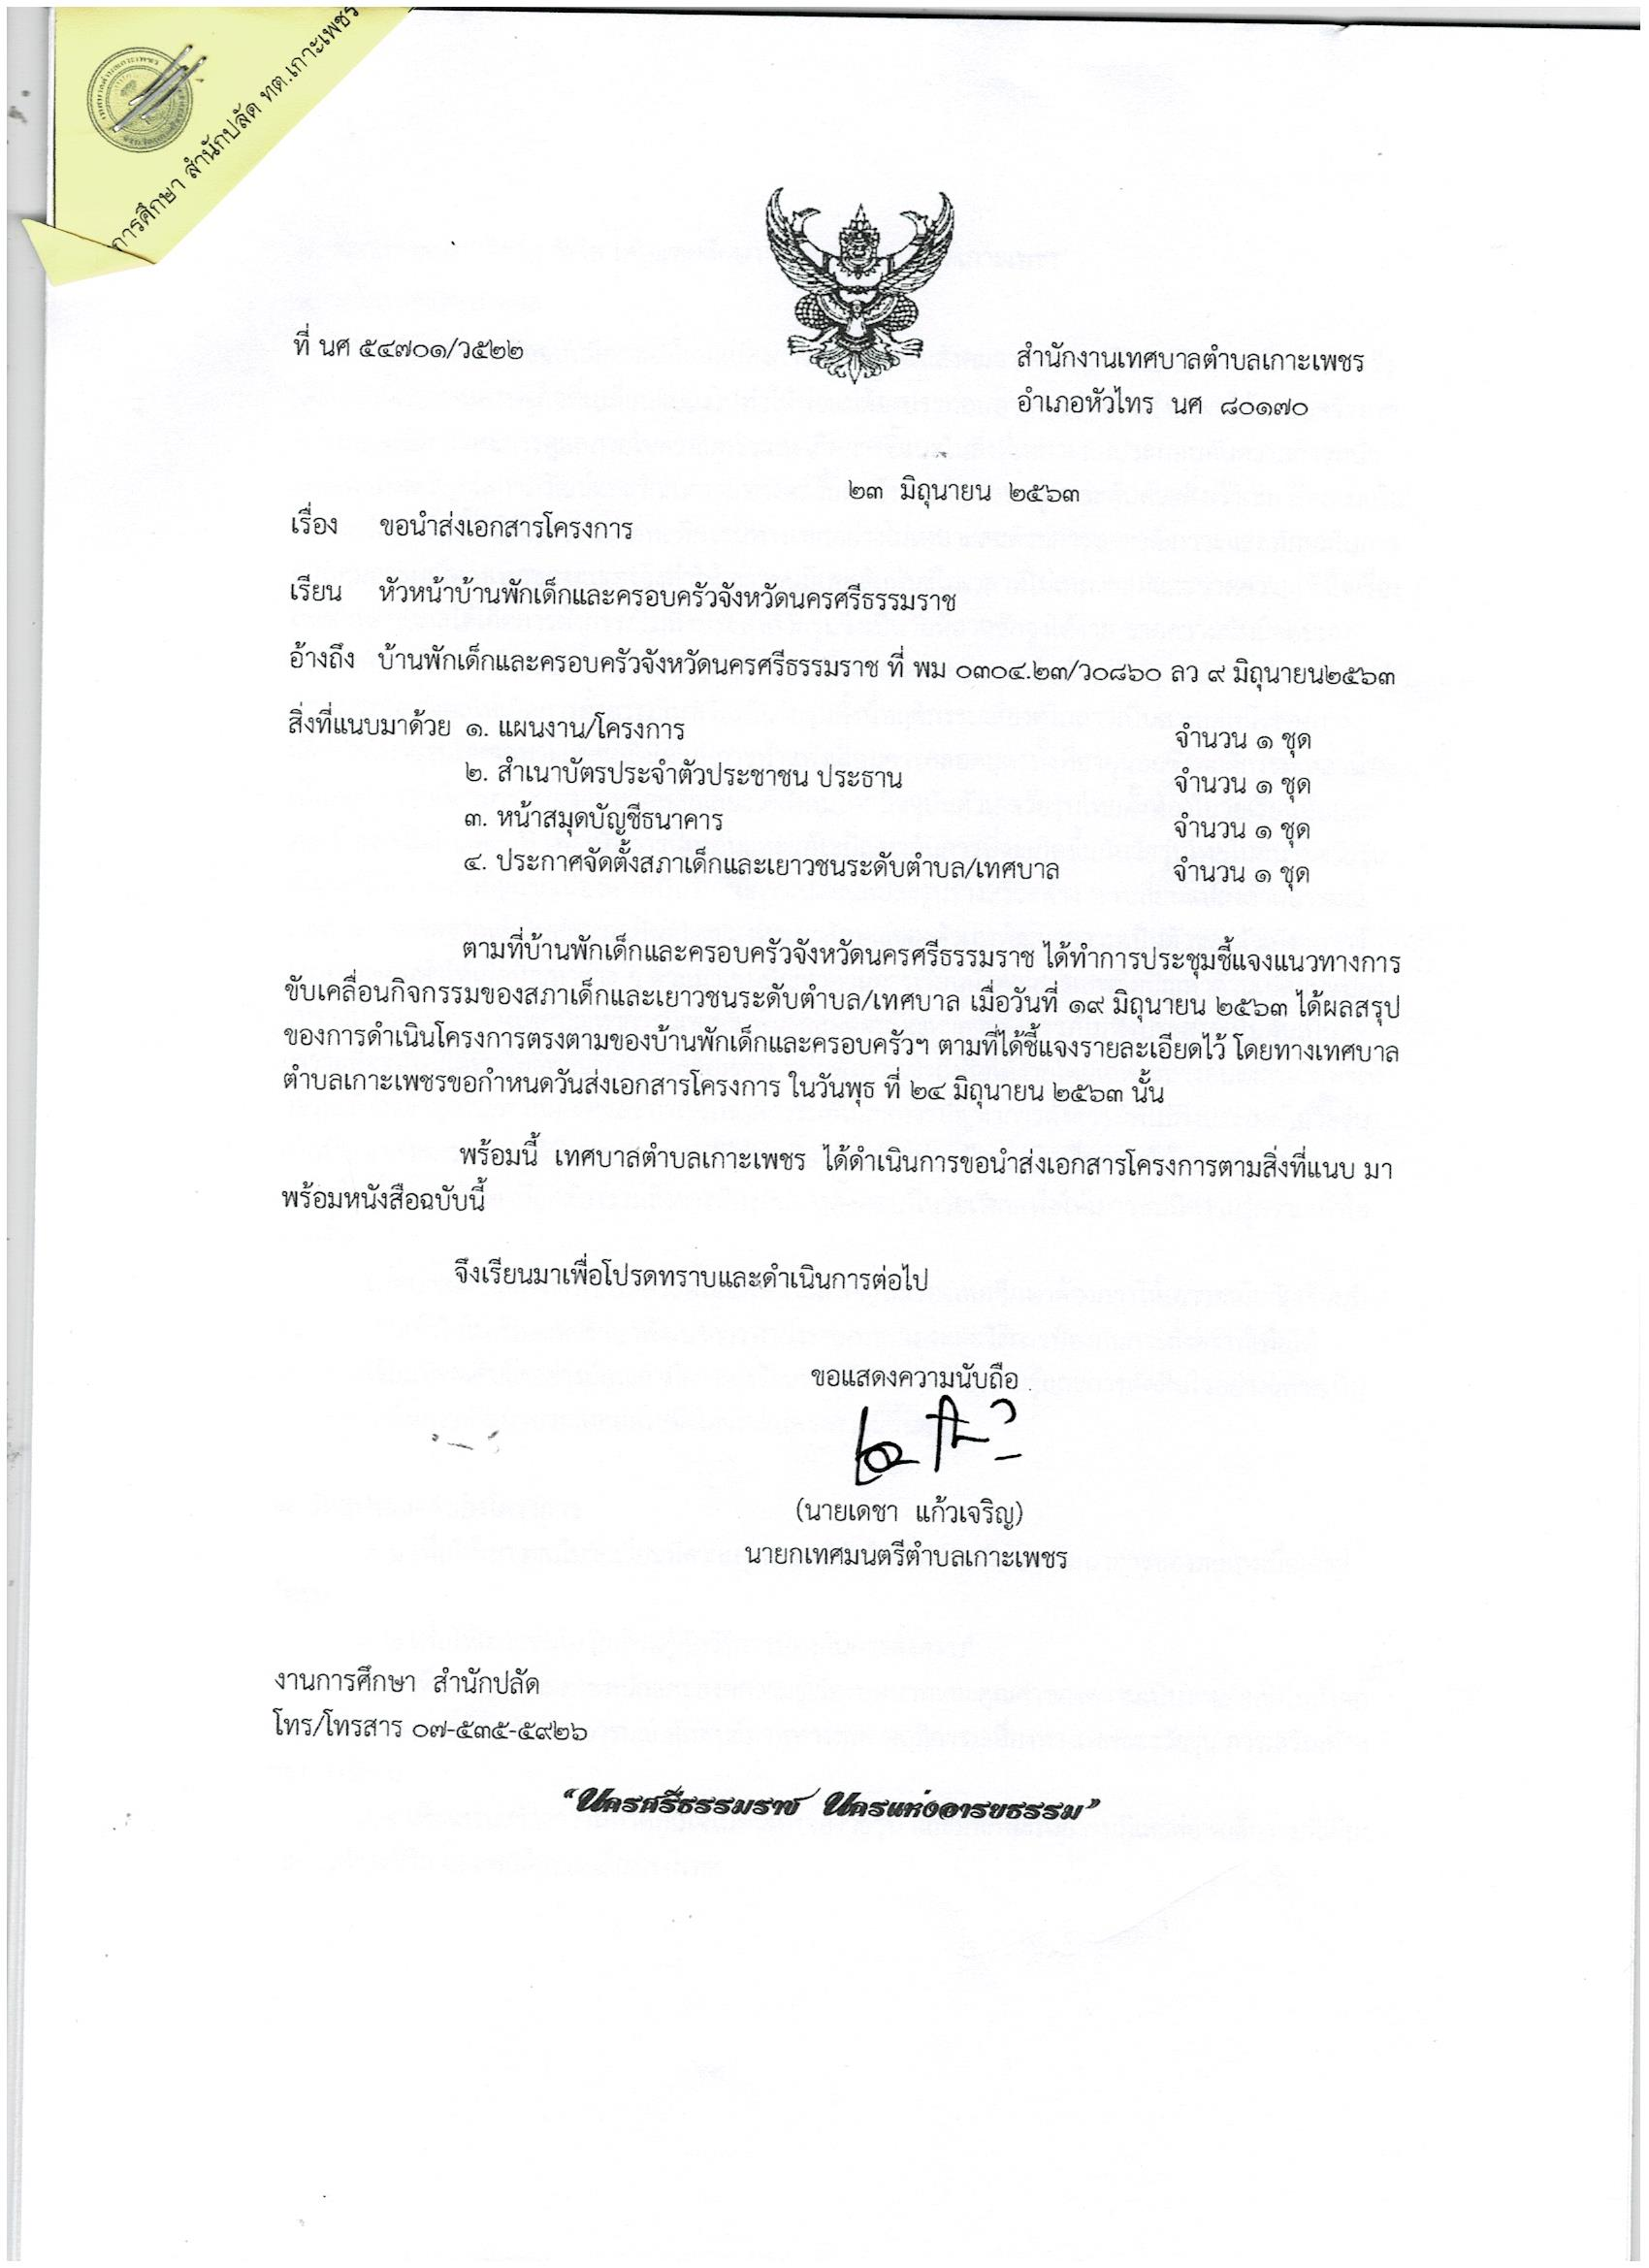 การศึกษา สำนักปลัด ทต.เกาะเพชร
ที่ นศ ๕๔๗๐๑/ว๕๒๒
สำนักงานเทศบาลตำบลเกาะเพชร
อำเภอหัวไทร นศ ๘๐๑๗๐
๒๓ มิถุนายน ๒๕๖๓
เรื่อง ขอนำส่งเอกสารโครงการ
เรียน หัวหน้าบ้านพักเด็กและครอบครัวจังหวัดนครศรีธรรมราช
อ้างถึง บ้านพักเด็กและครอบครัวจังหวัดนครศรีธรรมราช ที่ พม ๐๓๐๔.๒๓/ว๐๘๖๐ ลว ๙ มิถุนายน๒๕๖๓
สิ่งที่แนบมาด้วย ๑. แผนงาน/โครงการ จำนวน ๑ ชุด
๒. สำเนาบัตรประจำตัวประชาชน ประธาน จำนวน ๑ ชุด
๓. หน้าสมุดบัญชีธนาคาร จำนวน ๑ ชุด
๔. ประกาศจัดตั้งสภาเด็กและเยาวชนระดับตำบล/เทศบาล จำนวน ๑ ชุด
ตามที่บ้านพักเด็กและครอบครัวจังหวัดนครศรีธรรมราช ได้ทำการประชุมชี้แจงแนวทางการ
ขับเคลื่อนกิจกรรมของสภาเด็กและเยาวชนระดับตำบล/เทศบาล เมื่อวันที่ ๑๙ มิถุนายน ๒๕๖๓ ได้ผลสรุป
ของการดำเนินโครงการตรงตามของบ้านพักเด็กและครอบครัวฯ ตามที่ได้ชี้แจงรายละเอียดไว้ โดยทางเทศบาล
ตำบลเกาะเพชรขอกำหนดวันส่งเอกสารโครงการ ในวันพุธ ที่ ๒๔ มิถุนายน ๒๕๖๓ นั้น
พร้อมนี้ เทศบาลตำบลเกาะเพชร ได้ดำเนินการขอนำส่งเอกสารโครงการตามสิ่งที่แนบ มา
พร้อมหนังสือฉบับนี้
จึงเรียนมาเพื่อโปรดทราบและดำเนินการต่อไป
ขอแสดงความนับถือ
(นายเดชา แก้วเจริญ)
นายกเทศมนตรีตำบลเกาะเพชร
งานการศึกษา สำนักปลัด
โทร/โทรสาร ๐๗-๕๓๕-๕๙๒๖
“นครศรีธรรมราช นครแห่งอารยธรรม”